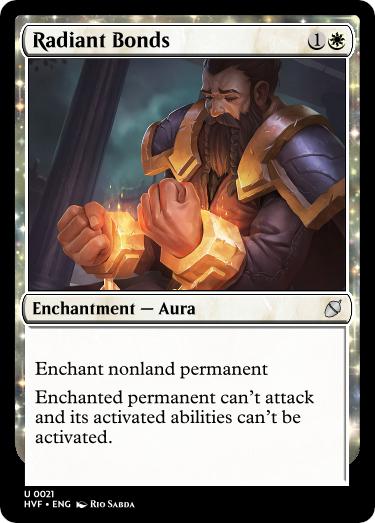 Radiant Bonds 1
Enchantment — Aura
Enchant nonland permanent
Enchanted permanent can't attack
and its activated abilities can't be
activated.
U 0021
HVF • ENG Rio Sabda